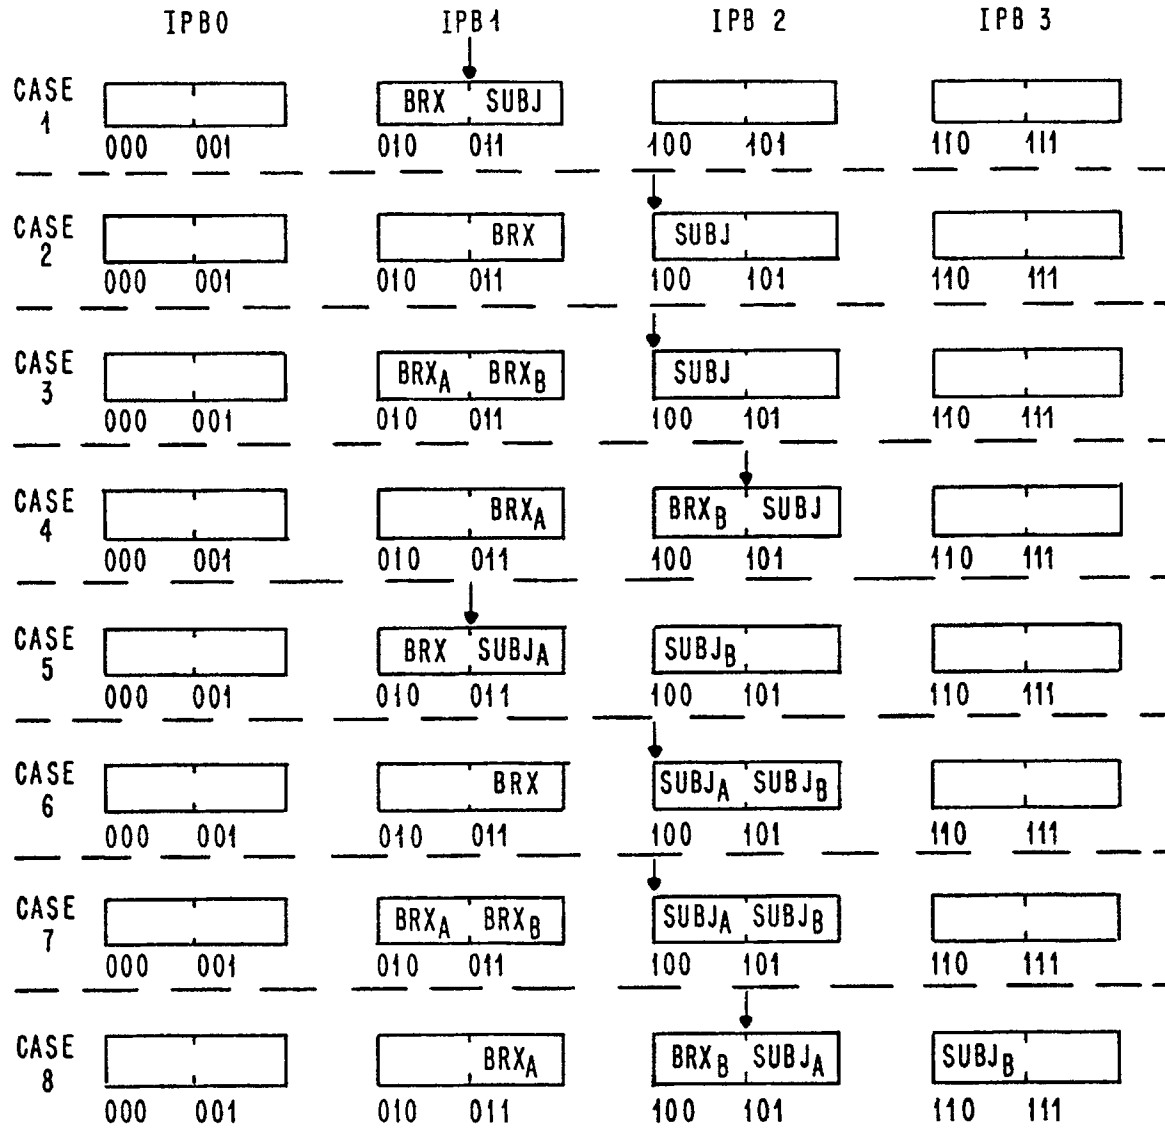 IPB0 IPB1 IPB 2 IPB 3
CASE 1 BRX SUBJ
000 001 010 011 100 101 110 111
CASE 2 BRX SUBJ
000 001 010 011 100 101 110 111
CASE 3 BRXA BRXB SUBJ
000 001 010 011 100 101 110 111
CASE 4 BRXA BRXB SUBJ
000 001 010 011 100 101 110 111
CASE 5 BRX SUBJA SUBJB
000 001 010 011 100 101 110 111
CASE 6 BRX SUBJA SUBJB
000 001 010 011 100 101 110 111
CASE 7 BRXA BRXB SUBJA SUBJB
000 001 010 011 100 101 110 111
CASE 8 BRXA BRXB SUBJA SUBJB
000 001 010 011 100 101 110 111